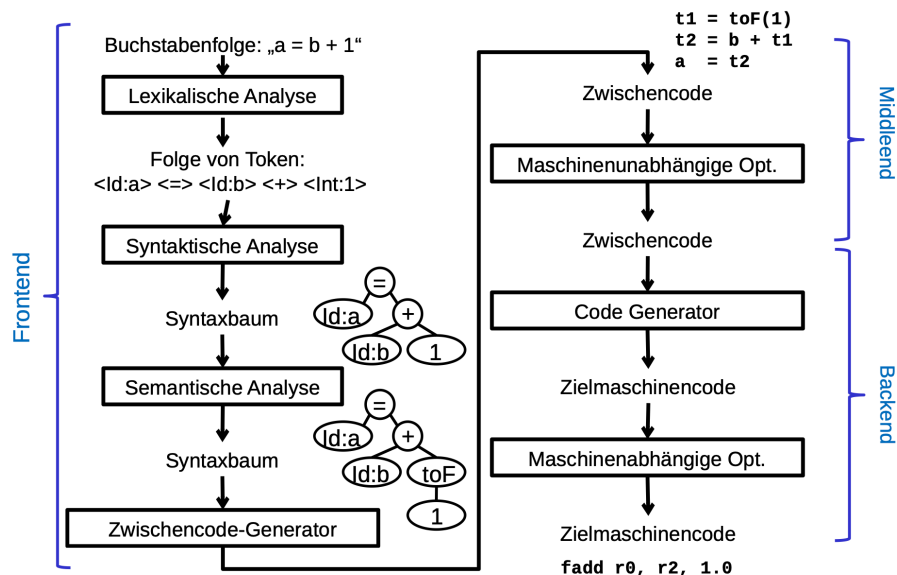 Buchstabenfolge: „a = b + 1“
Lexikalische Analyse
Folge von Token:
<Id:a> <=> <Id:b> <+> <Int:1>
Syntaktische Analyse
Syntaxbaum
=
Id:a
+
Id:b
1
Semantische Analyse
Syntaxbaum
=
Id:a
+
Id:b
toF
1
Zwischencode-Generator
Frontend
t1 = toF(1)
t2 = b + t1
a  = t2
Zwischencode
Maschinenunabhängige Opt.
Zwischencode
Middleend
Code Generator
Zielmaschinencode
Maschinenabhängige Opt.
Zielmaschinencode
fadd r0, r2, 1.0
Backend